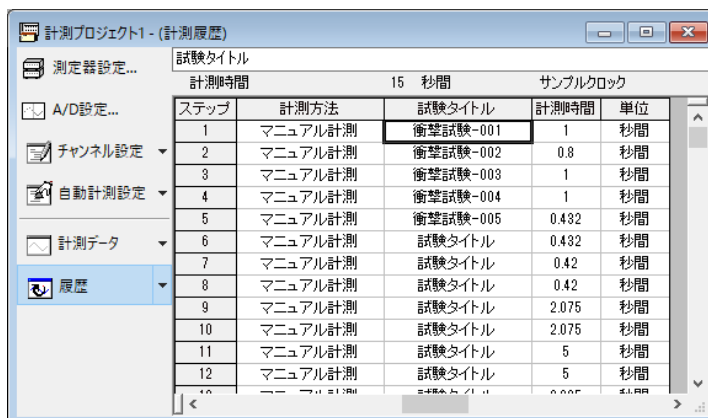 計測プロジェクト1 - (計測履歴)
測定器設定...
A/D設定...
チャンネル設定
自動計測設定
計測データ
履歴
試験タイトル
計測時間 15 秒間 サンプルクロック
ステップ 計測方法 試験タイトル 計測時間 単位
1 マニュアル計測 衝撃試験-001 1 秒間
2 マニュアル計測 衝撃試験-002 0.8 秒間
3 マニュアル計測 衝撃試験-003 1 秒間
4 マニュアル計測 衝撃試験-004 1 秒間
5 マニュアル計測 衝撃試験-005 0.432 秒間
6 マニュアル計測 試験タイトル 0.432 秒間
7 マニュアル計測 試験タイトル 0.42 秒間
8 マニュアル計測 試験タイトル 0.42 秒間
9 マニュアル計測 試験タイトル 2.075 秒間
10 マニュアル計測 試験タイトル 2.075 秒間
11 マニュアル計測 試験タイトル 5 秒間
12 マニュアル計測 試験タイトル 5 秒間